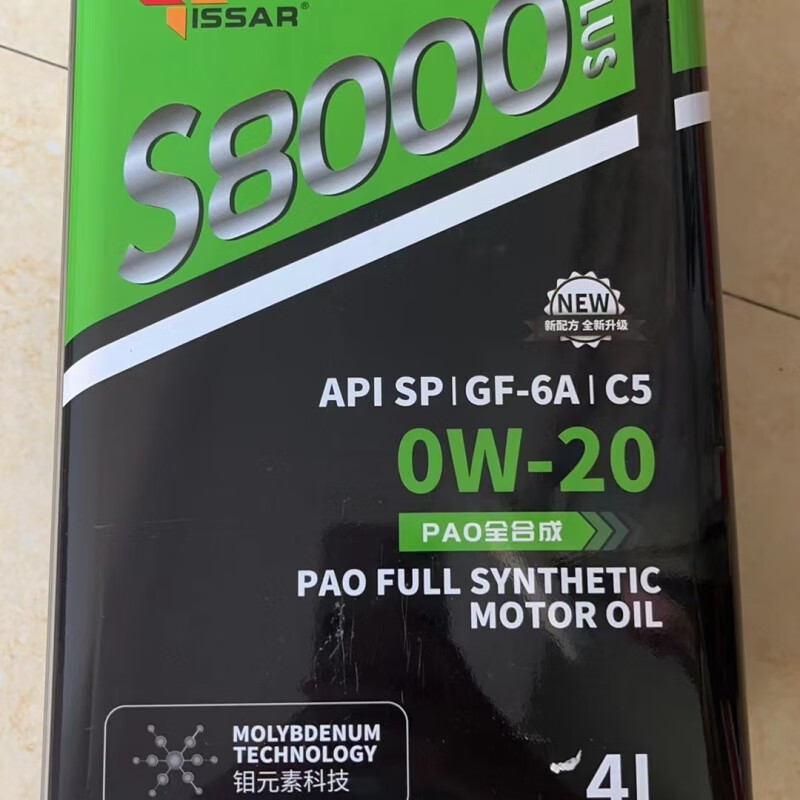 ISSAR®
S8000
NEW
新配方 全新升级
API SP | GF-6A | C5
0W-20
PAO全合成
PAO FULL SYNTHETIC
MOTOR OIL
MOLYBDENUM
TECHNOLOGY
钼元素科技